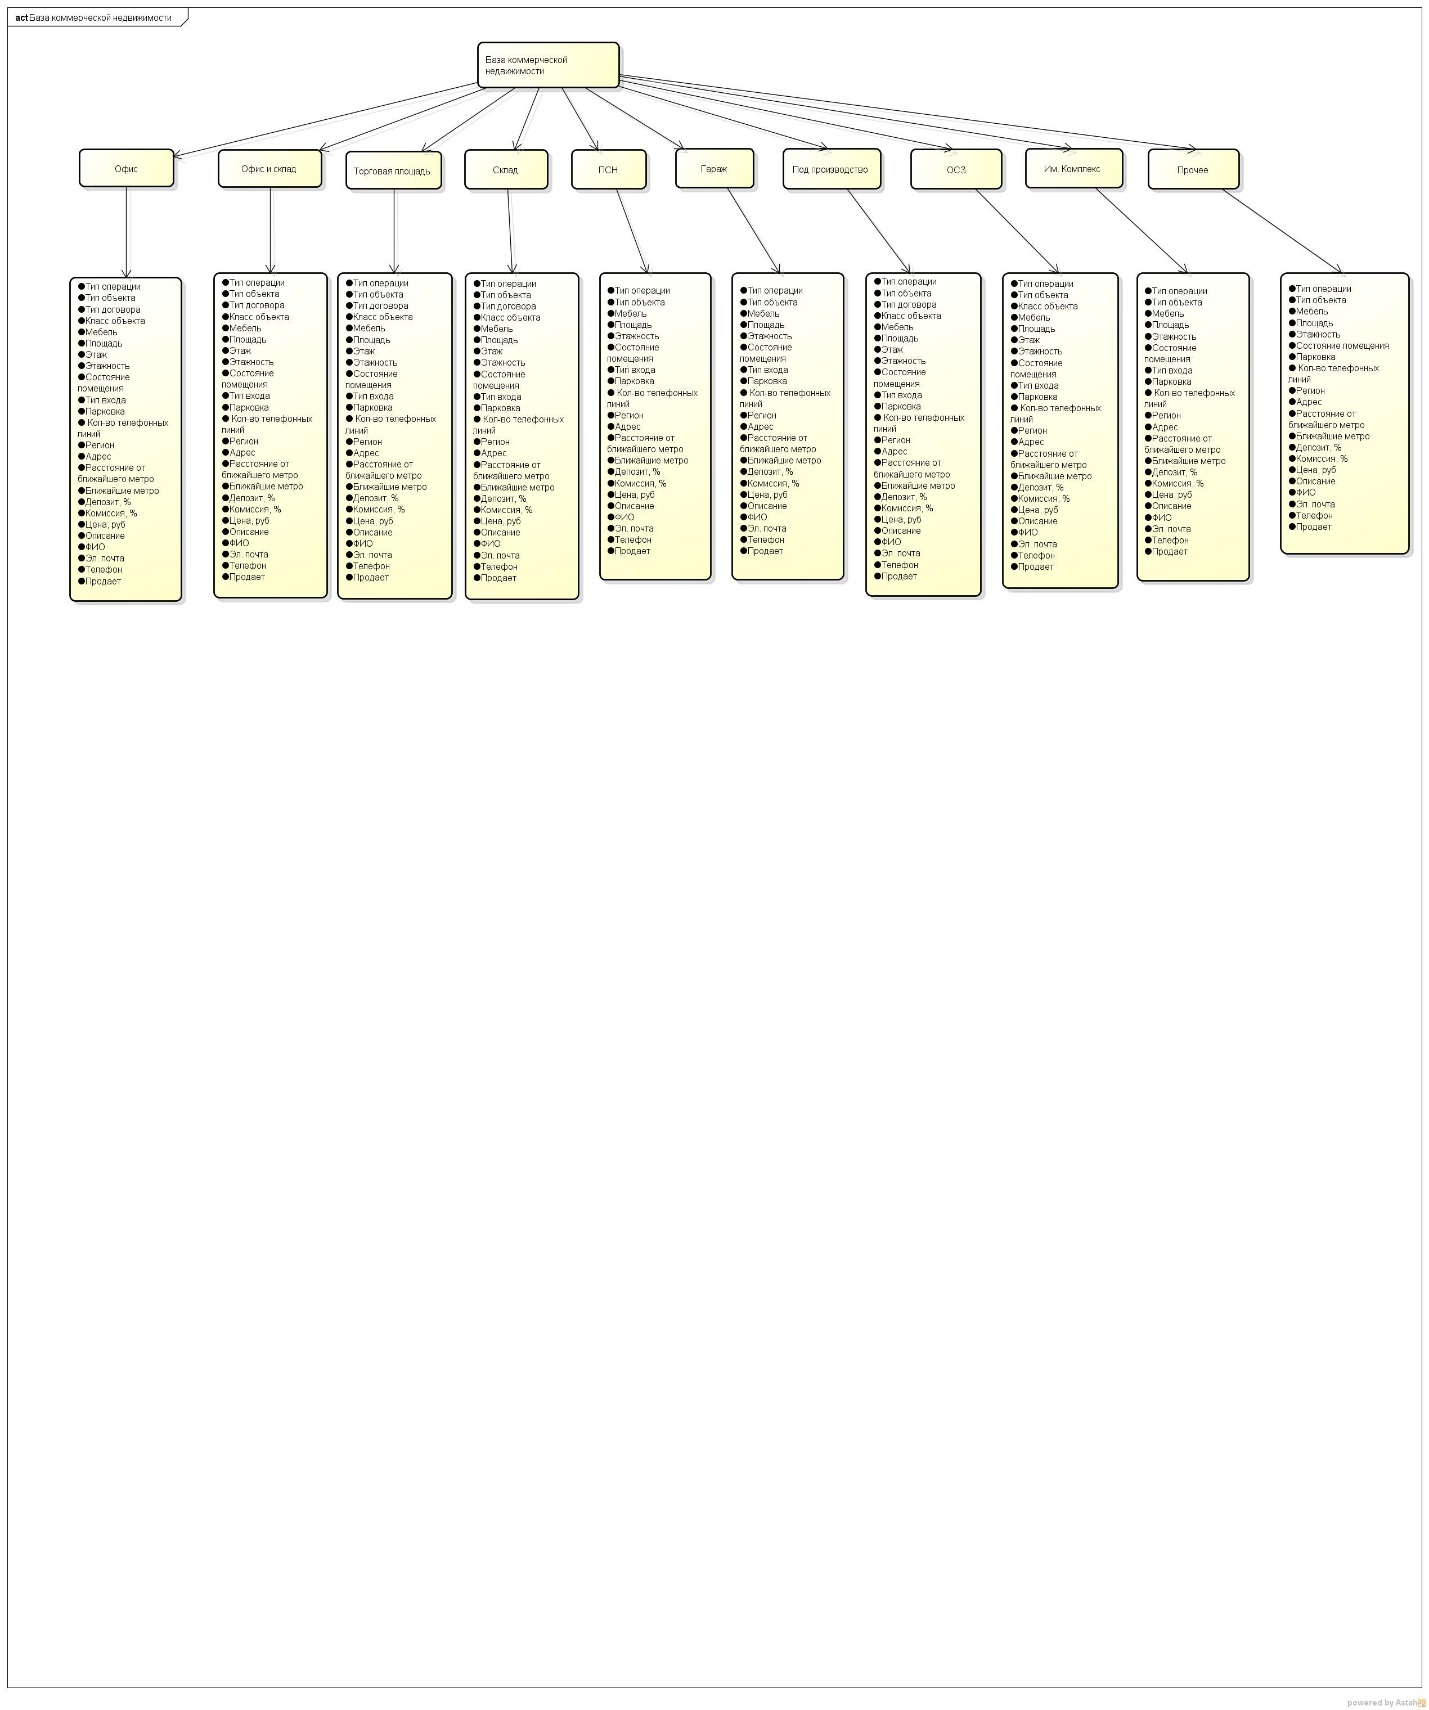 act База коммерческой недвижимости
База коммерческой
недвижимости
Офис
Офис и склад
Торговая площадь
Склад
ПСН
Гараж
Под производство
ОСЗ
Им. Комплекс
Прочее
●Тип операции
●Тип объекта
●Тип договора
●Класс объекта
●Мебель
●Площадь
●Этаж
●Этажность
●Состояние
помещения
●Тип входа
●Парковка
● Кол-во телефонных
линий
●Регион
●Адрес
●Расстояние от
ближайшего метро
●Ближайшие метро
●Депозит, %
●Комиссия, %
●Цена, руб
●Описание
●ФИО
●Эл. почта
●Телефон
●Продает
●Тип операции
●Тип объекта
●Тип договора
●Класс объекта
●Мебель
●Площадь
●Этаж
●Этажность
●Состояние
помещения
●Тип входа
●Парковка
● Кол-во телефонных
линий
●Регион
●Адрес
●Расстояние от
ближайшего метро
●Ближайшие метро
●Депозит, %
●Комиссия, %
●Цена, руб
●Описание
●ФИО
●Эл. почта
●Телефон
●Продает
●Тип операции
●Тип объекта
●Тип договора
●Класс объекта
●Мебель
●Площадь
●Этаж
●Этажность
●Состояние
помещения
●Тип входа
●Парковка
● Кол-во телефонных
линий
●Регион
●Адрес
●Расстояние от
ближайшего метро
●Ближайшие метро
●Депозит, %
●Комиссия, %
●Цена, руб
●Описание
●ФИО
●Эл. почта
●Телефон
●Продает
●Тип операции
●Тип объекта
●Тип договора
●Класс объекта
●Мебель
●Площадь
●Этаж
●Этажность
●Состояние
помещения
●Тип входа
●Парковка
● Кол-во телефонных
линий
●Регион
●Адрес
●Расстояние от
ближайшего метро
●Ближайшие метро
●Депозит, %
●Комиссия, %
●Цена, руб
●Описание
●ФИО
●Эл. почта
●Телефон
●Продает
●Тип операции
●Тип объекта
●Мебель
●Площадь
●Этажность
●Состояние
помещения
●Тип входа
●Парковка
● Кол-во телефонных
линий
●Регион
●Адрес
●Расстояние от
ближайшего метро
●Ближайшие метро
●Депозит, %
●Комиссия, %
●Цена, руб
●Описание
●ФИО
●Эл. почта
●Телефон
●Продает
●Тип операции
●Тип объекта
●Мебель
●Площадь
●Этажность
●Состояние
помещения
●Тип входа
●Парковка
● Кол-во телефонных
линий
●Регион
●Адрес
●Расстояние от
ближайшего метро
●Ближайшие метро
●Депозит, %
●Комиссия, %
●Цена, руб
●Описание
●ФИО
●Эл. почта
●Телефон
●Продает
●Тип операции
●Тип объекта
●Тип договора
●Класс объекта
●Мебель
●Площадь
●Этаж
●Этажность
●Состояние
помещения
●Тип входа
●Парковка
● Кол-во телефонных
линий
●Регион
●Адрес
●Расстояние от
ближайшего метро
●Ближайшие метро
●Депозит, %
●Комиссия, %
●Цена, руб
●Описание
●ФИО
●Эл. почта
●Телефон
●Продает
●Тип операции
●Тип объекта
●Класс объекта
●Мебель
●Площадь
●Этаж
●Этажность
●Состояние
помещения
●Тип входа
●Парковка
● Кол-во телефонных
линий
●Регион
●Адрес
●Расстояние от
ближайшего метро
●Ближайшие метро
●Депозит, %
●Комиссия, %
●Цена, руб
●Описание
●ФИО
●Эл. почта
●Телефон
●Продает
●Тип операции
●Тип объекта
●Мебель
●Площадь
●Этажность
●Состояние
помещения
●Тип входа
●Парковка
● Кол-во телефонных
линий
●Регион
●Адрес
●Расстояние от
ближайшего метро
●Ближайшие метро
●Депозит, %
●Комиссия, %
●Цена, руб
●Описание
●ФИО
●Эл. почта
●Телефон
●Продает
●Тип операции
●Тип объекта
●Мебель
●Площадь
●Этажность
●Состояние помещения
●Парковка
● Кол-во телефонных
линий
●Регион
●Адрес
●Расстояние от
ближайшего метро
●Ближайшие метро
●Депозит, %
●Комиссия, %
●Цена, руб
●Описание
●ФИО
●Эл. почта
●Телефон
●Продает
powered by Astah